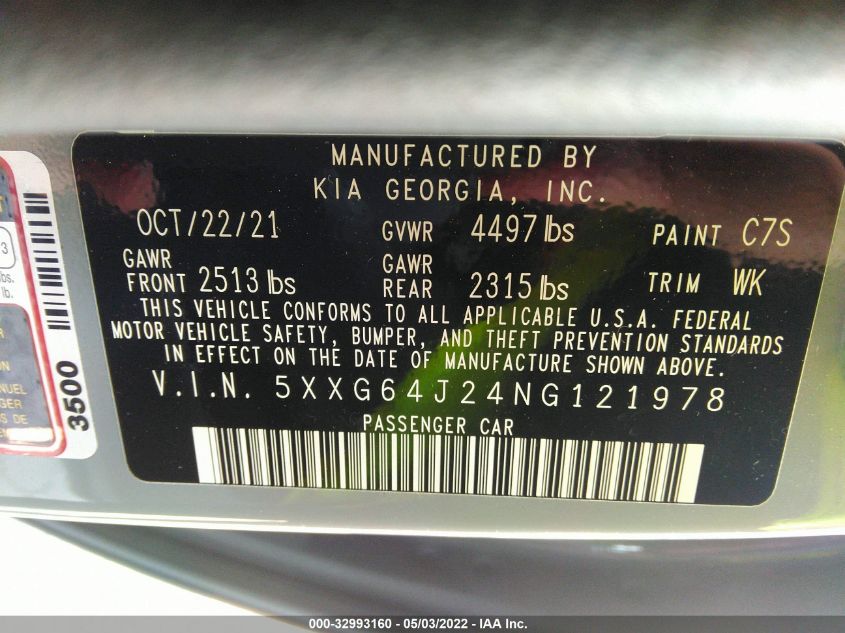 MANUFACTURED BY
KIA GEORGIA, INC.
OCT/22/21 GVWR 4497 lbs PAINT C7S
GAWR FRONT 2513 lbs GAWR REAR 2315 lbs TRIM WK
THIS VEHICLE CONFORMS TO ALL APPLICABLE U.S.A. FEDERAL
MOTOR VEHICLE SAFETY, BUMPER, AND THEFT PREVENTION STANDARDS
IN EFFECT ON THE DATE OF MANUFACTURE SHOWN ABOVE.
V.I.N. 5XXG64J24NG121978
PASSENGER CAR
3
bs.
lb.
3500
000-32993160 - 05/03/2022 - IAA Inc.